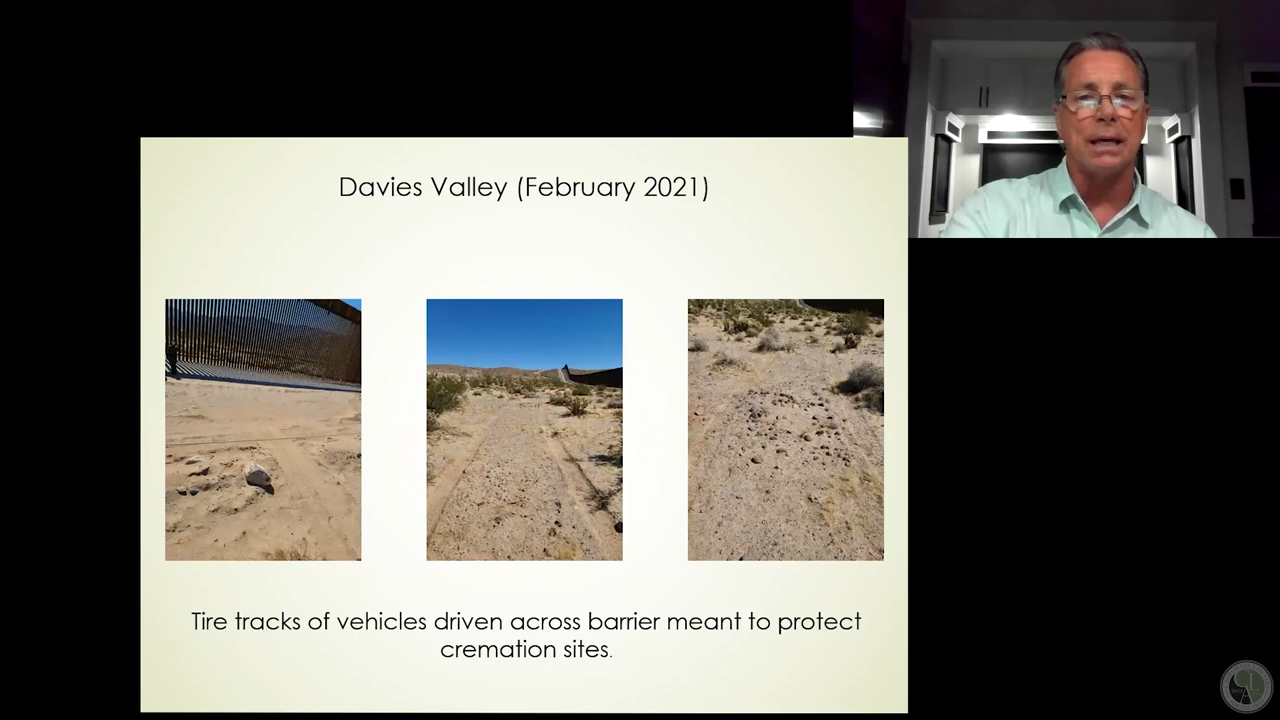 Davies Valley (February 2021)
Tire tracks of vehicles driven across barrier meant to protect
cremation sites.